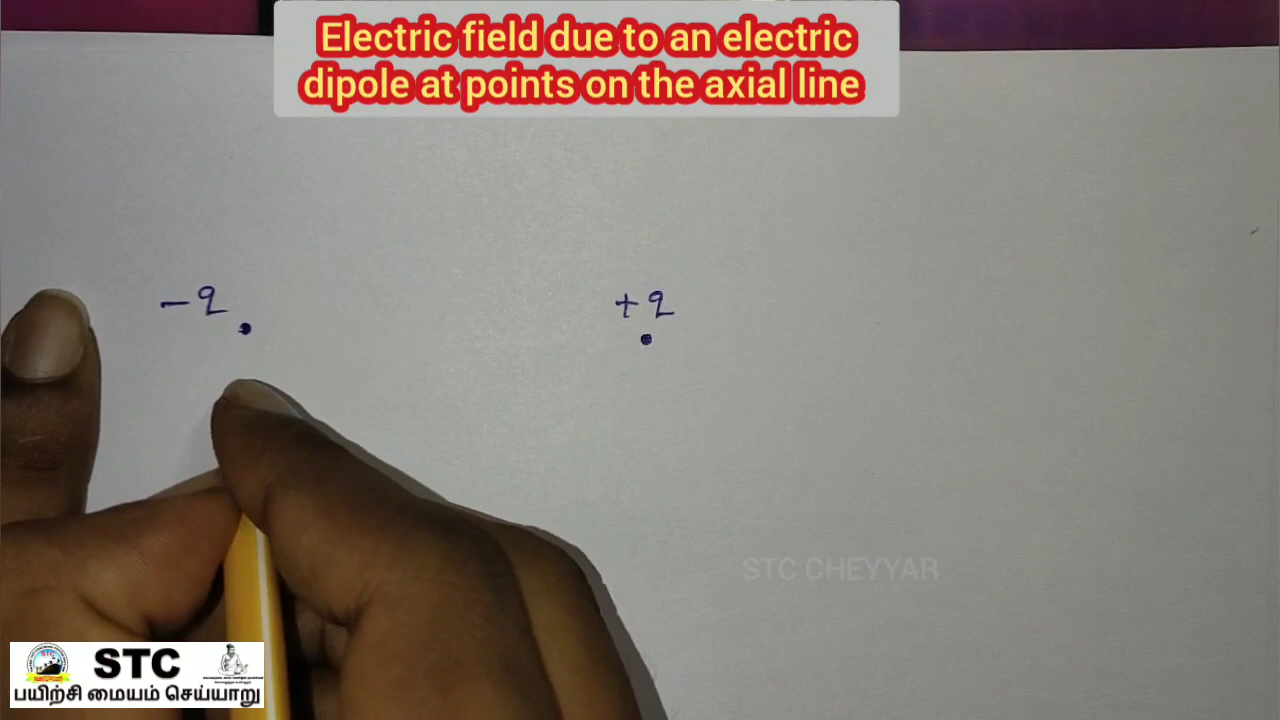 Electric field due to an electric
dipole at points on the axial line
-q
+q
STC CHEYYAR
STC
பயிற்சி மையம் செய்யாறு